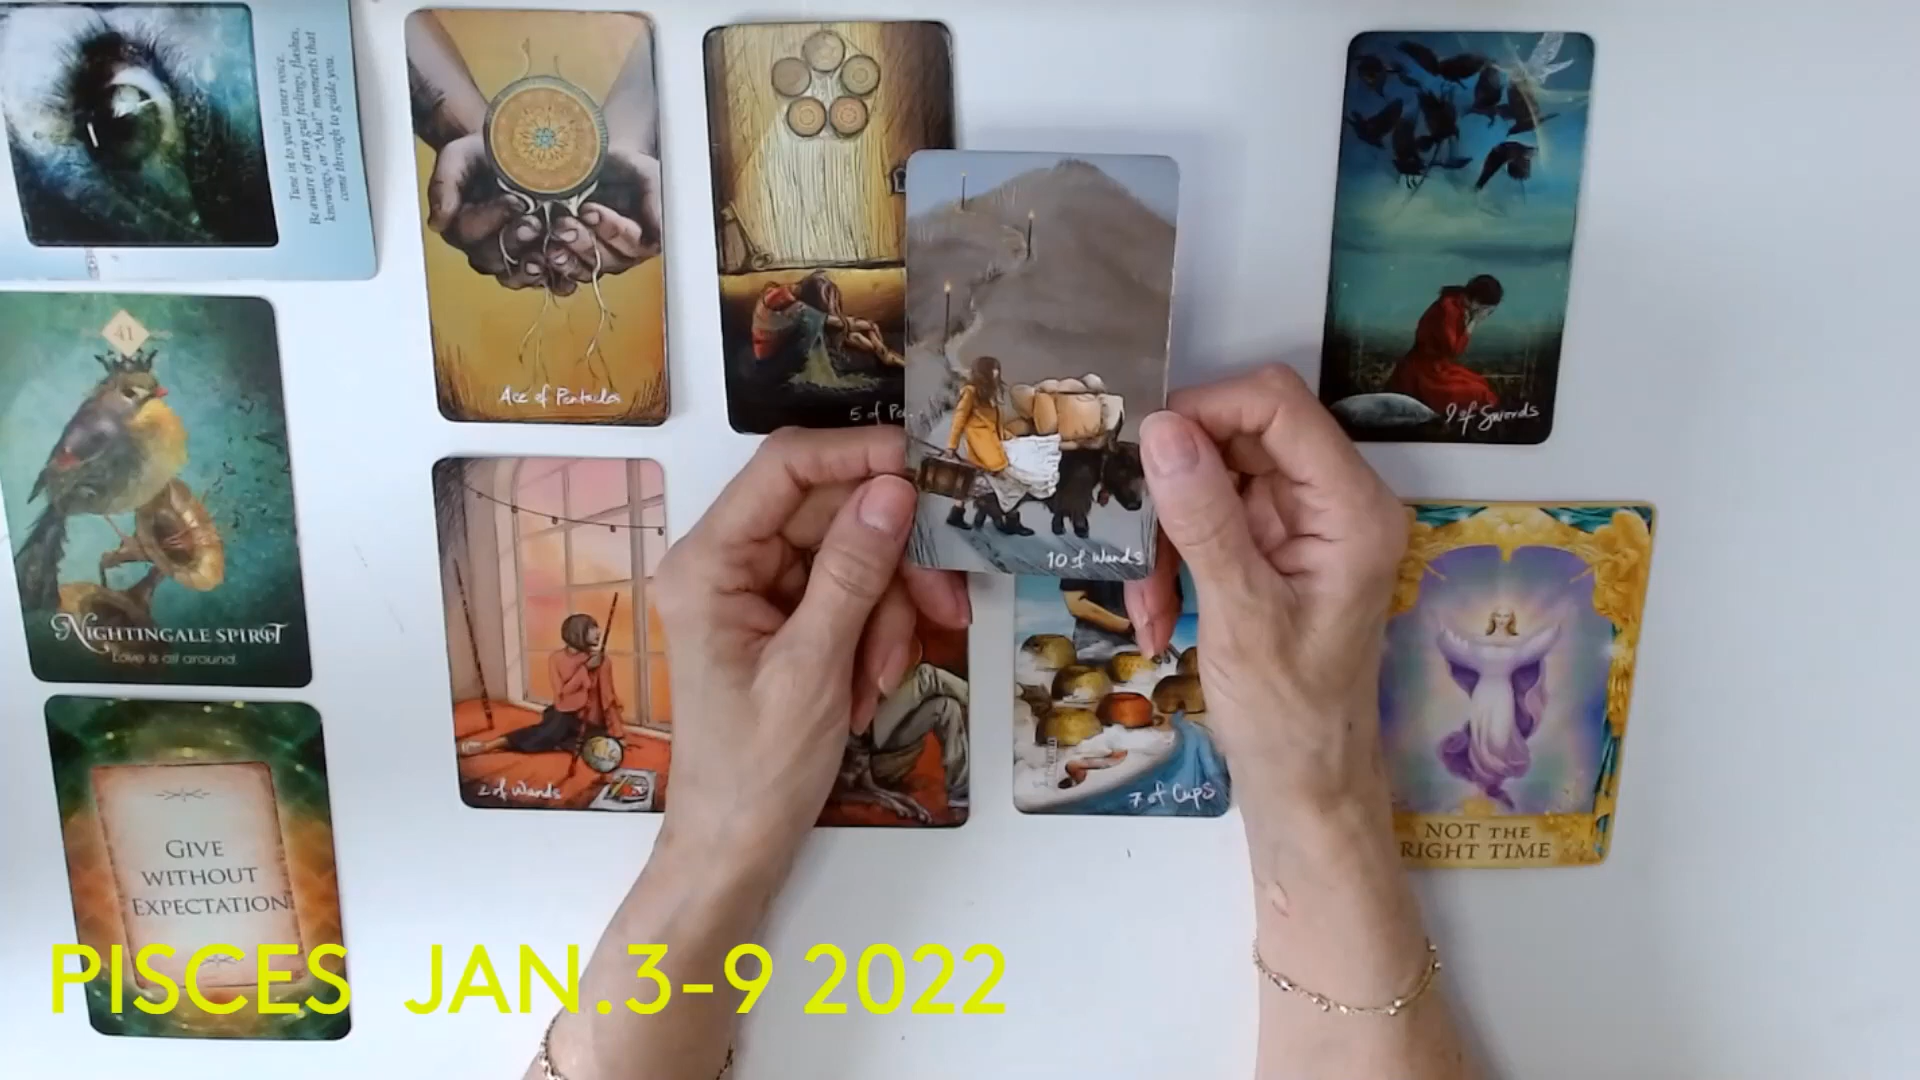 Tune in to your inner voice.
Be aware of any gut feelings, flashes,
knowings, or "Aha!" moments that
come through to guide you.
Ace of Pentacles
5 of
10 of Wands
9 of Swords
41
NIGHTINGALE SPIRIT
Love is all around
2 of Wands
7 of Cups
NOT THE
RIGHT TIME
GIVE
WITHOUT
EXPECTATION
PISCES JAN.3-9 2022